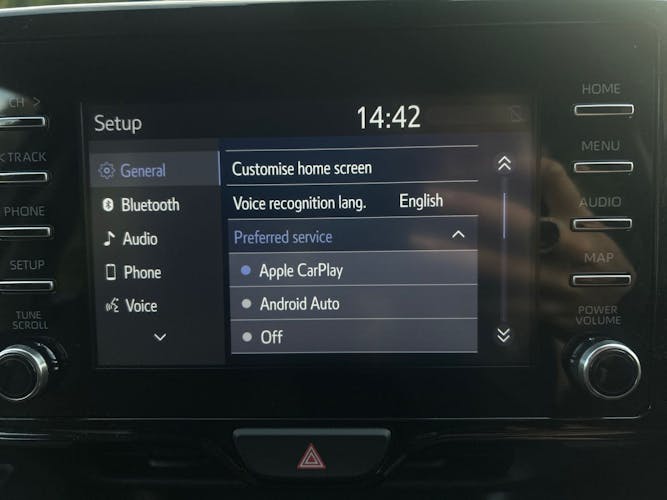 CH >
Setup
14:42
HOME
< TRACK
General
Customise home screen
MENU
Bluetooth
Voice recognition lang. English
PHONE
Audio
Preferred service
AUDIO
SETUP
Phone
Apple CarPlay
MAP
TUNE
SCROLL
Voice
Android Auto
POWER
VOLUME
Off